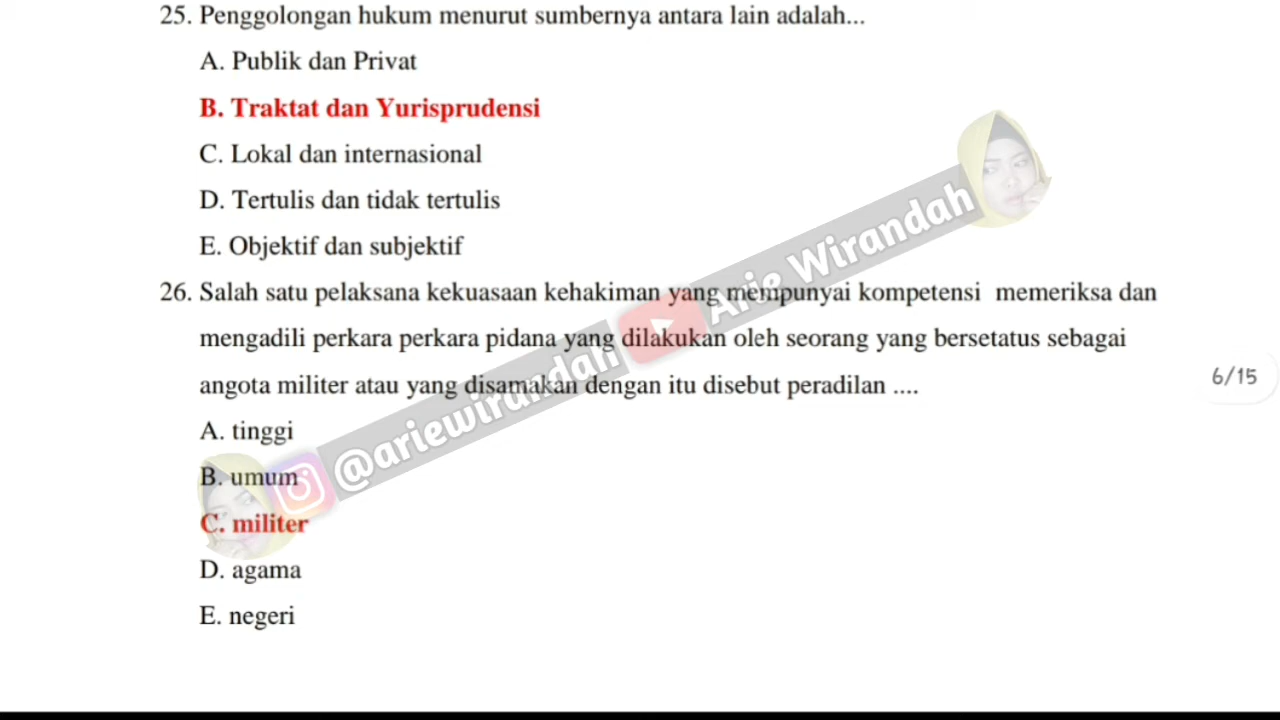 25. Penggolongan hukum menurut sumbernya antara lain adalah...
A. Publik dan Privat
B. Traktat dan Yurisprudensi
C. Lokal dan internasional
D. Tertulis dan tidak tertulis
E. Objektif dan subjektif
26. Salah satu pelaksana kekuasaan kehakiman yang mempunyai kompetensi memeriksa dan
mengadili perkara perkara pidana yang dilakukan oleh seorang yang bersetatus sebagai
angota militer atau yang disamakan dengan itu disebut peradilan ....
A. tinggi
B. umum
C. militer
D. agama
E. negeri
6/15
@ariewirandah
Arie Wirandah